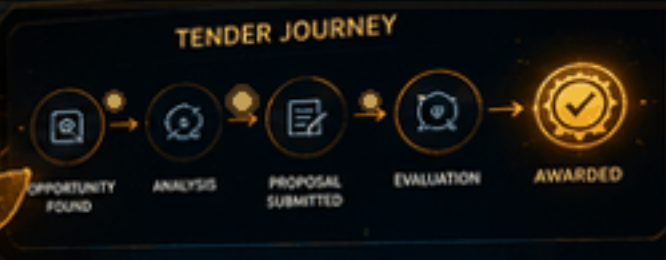 TENDER JOURNEY
OPPORTUNITY
FOUND
ANALYSIS
PROPOSAL
SUBMITTED
EVALUATION
AWARDED